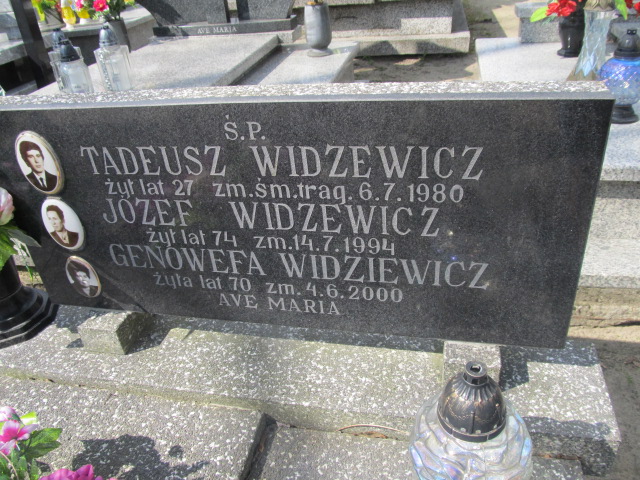 AVE MARIA
Ś.P.
TADEUSZ WIDZEWICZ
żył lat 27 zm.śm.trag. 6.7.1980
JÓZEF WIDZEWICZ
żył lat 74 zm.14.7.1994
GENOWEFA WIDZIEWICZ
żyła lat 70 zm.4.6.2000
AVE MARIA